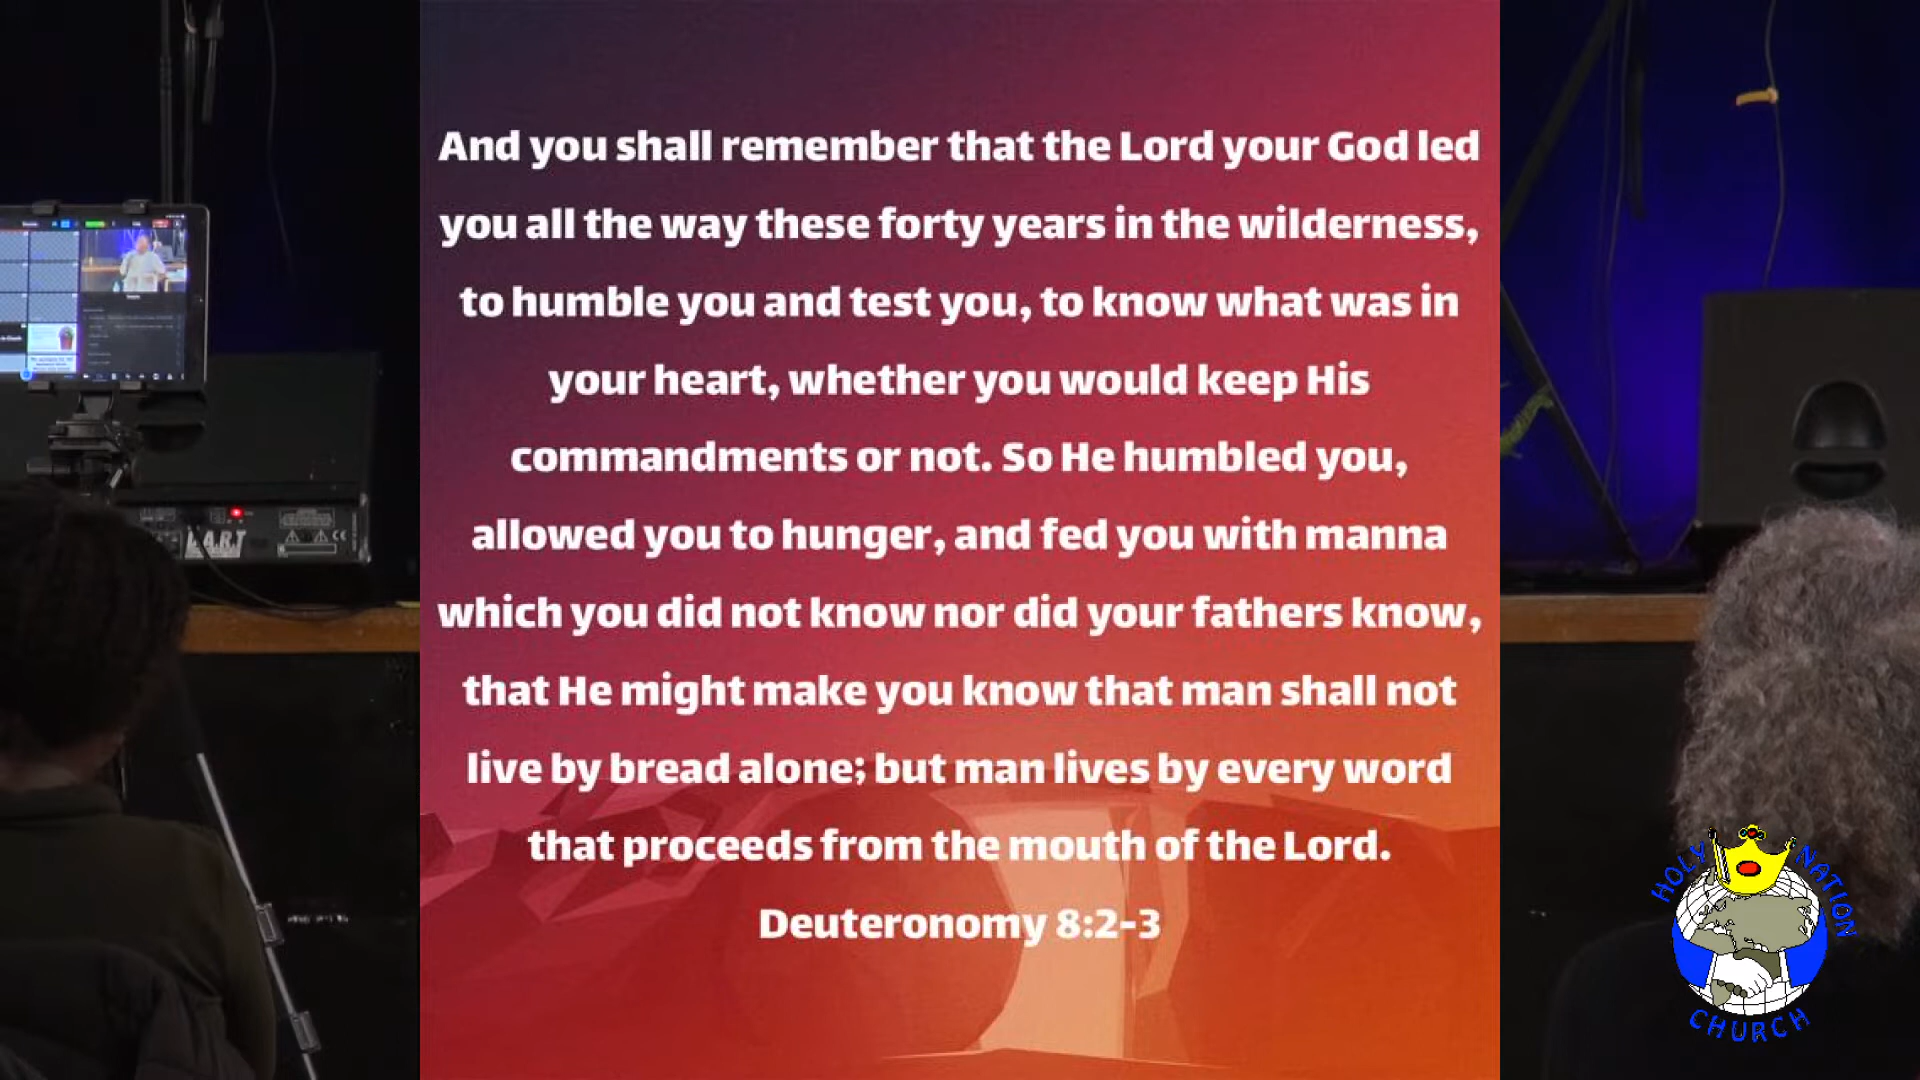 And you shall remember that the Lord your God led
you all the way these forty years in the wilderness,
to humble you and test you, to know what was in
your heart, whether you would keep His
commandments or not. So He humbled you,
allowed you to hunger, and fed you with manna
which you did not know nor did your fathers know,
that He might make you know that man shall not
live by bread alone; but man lives by every word
that proceeds from the mouth of the Lord.
Deuteronomy 8:2-3
HOLY NATION
CHURCH